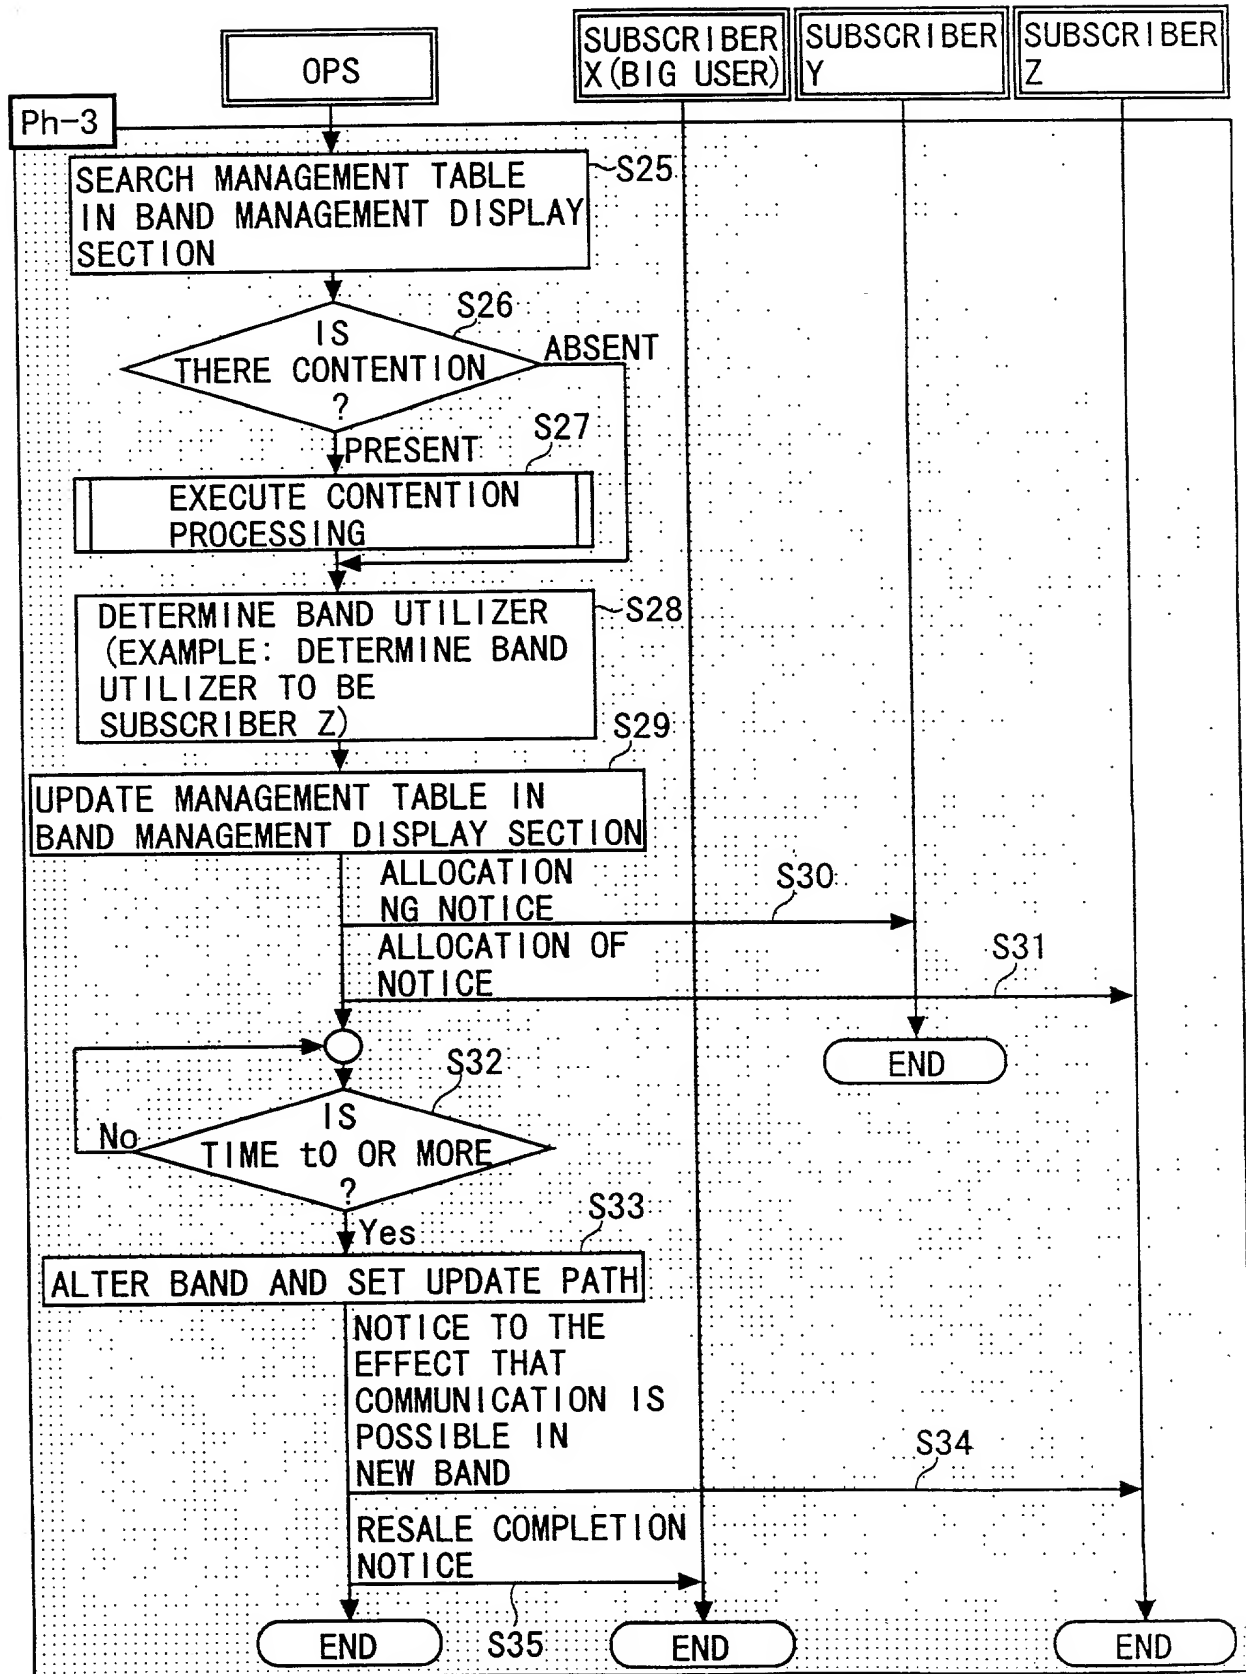 OPS
SUBSCRIBER
X(BIG USER)
SUBSCRIBER
Y
SUBSCRIBER
Z
Ph-3
S25
SEARCH MANAGEMENT TABLE
IN BAND MANAGEMENT DISPLAY
SECTION
S26
IS
THERE CONTENTION
?
ABSENT
PRESENT
S27
EXECUTE CONTENTION
PROCESSING
S28
DETERMINE BAND UTILIZER
(EXAMPLE: DETERMINE BAND
UTILIZER TO BE
SUBSCRIBER Z)
S29
UPDATE MANAGEMENT TABLE IN
BAND MANAGEMENT DISPLAY SECTION
ALLOCATION
NG NOTICE
S30
ALLOCATION OF
NOTICE
S31
END
S32
IS
TIME t0 OR MORE
?
No
Yes
S33
ALTER BAND AND SET UPDATE PATH
NOTICE TO THE
EFFECT THAT
COMMUNICATION IS
POSSIBLE IN
NEW BAND
S34
RESALE COMPLETION
NOTICE
S35
END
END
END